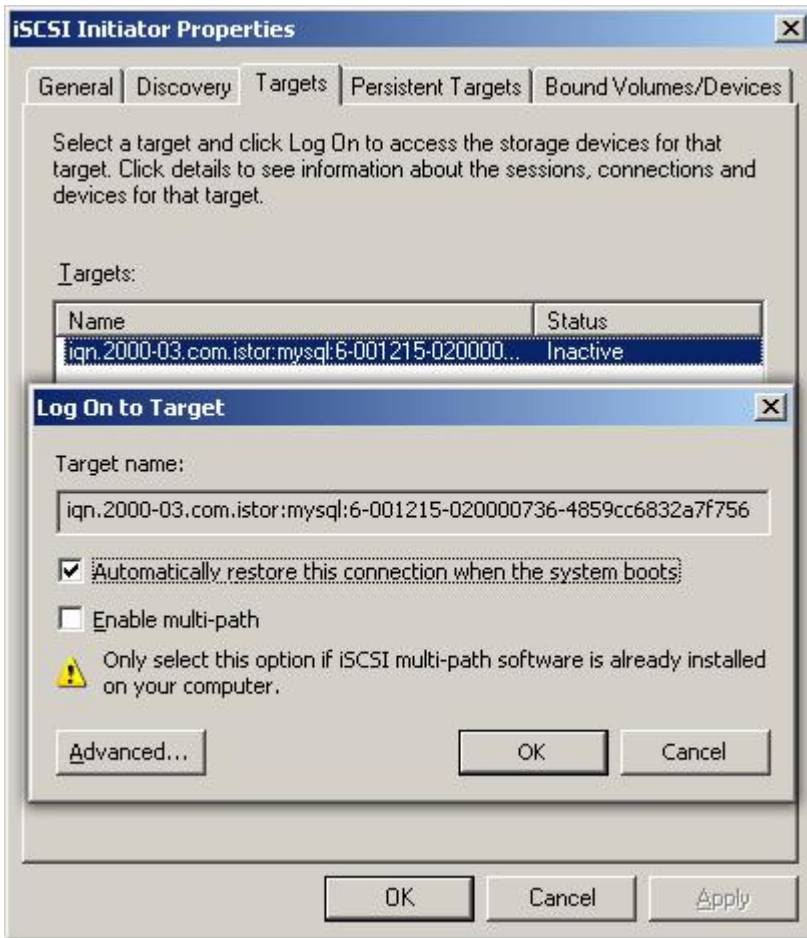 iSCSI Initiator Properties
General Discovery Targets Persistent Targets Bound Volumes/Devices
Select a target and click Log On to access the storage devices for that
target. Click details to see information about the sessions, connections and
devices for that target.
Targets:
Name Status
iqn.2000-03.com.istor:mysql:6-001215-020000... Inactive
Log On to Target
Target name:
iqn.2000-03.com.istor:mysql:6-001215-020000736-4859cc6832a7f756
Automatically restore this connection when the system boots
Enable multi-path
Only select this option if iSCSI multi-path software is already installed
on your computer.
Advanced... OK Cancel
OK Cancel Apply